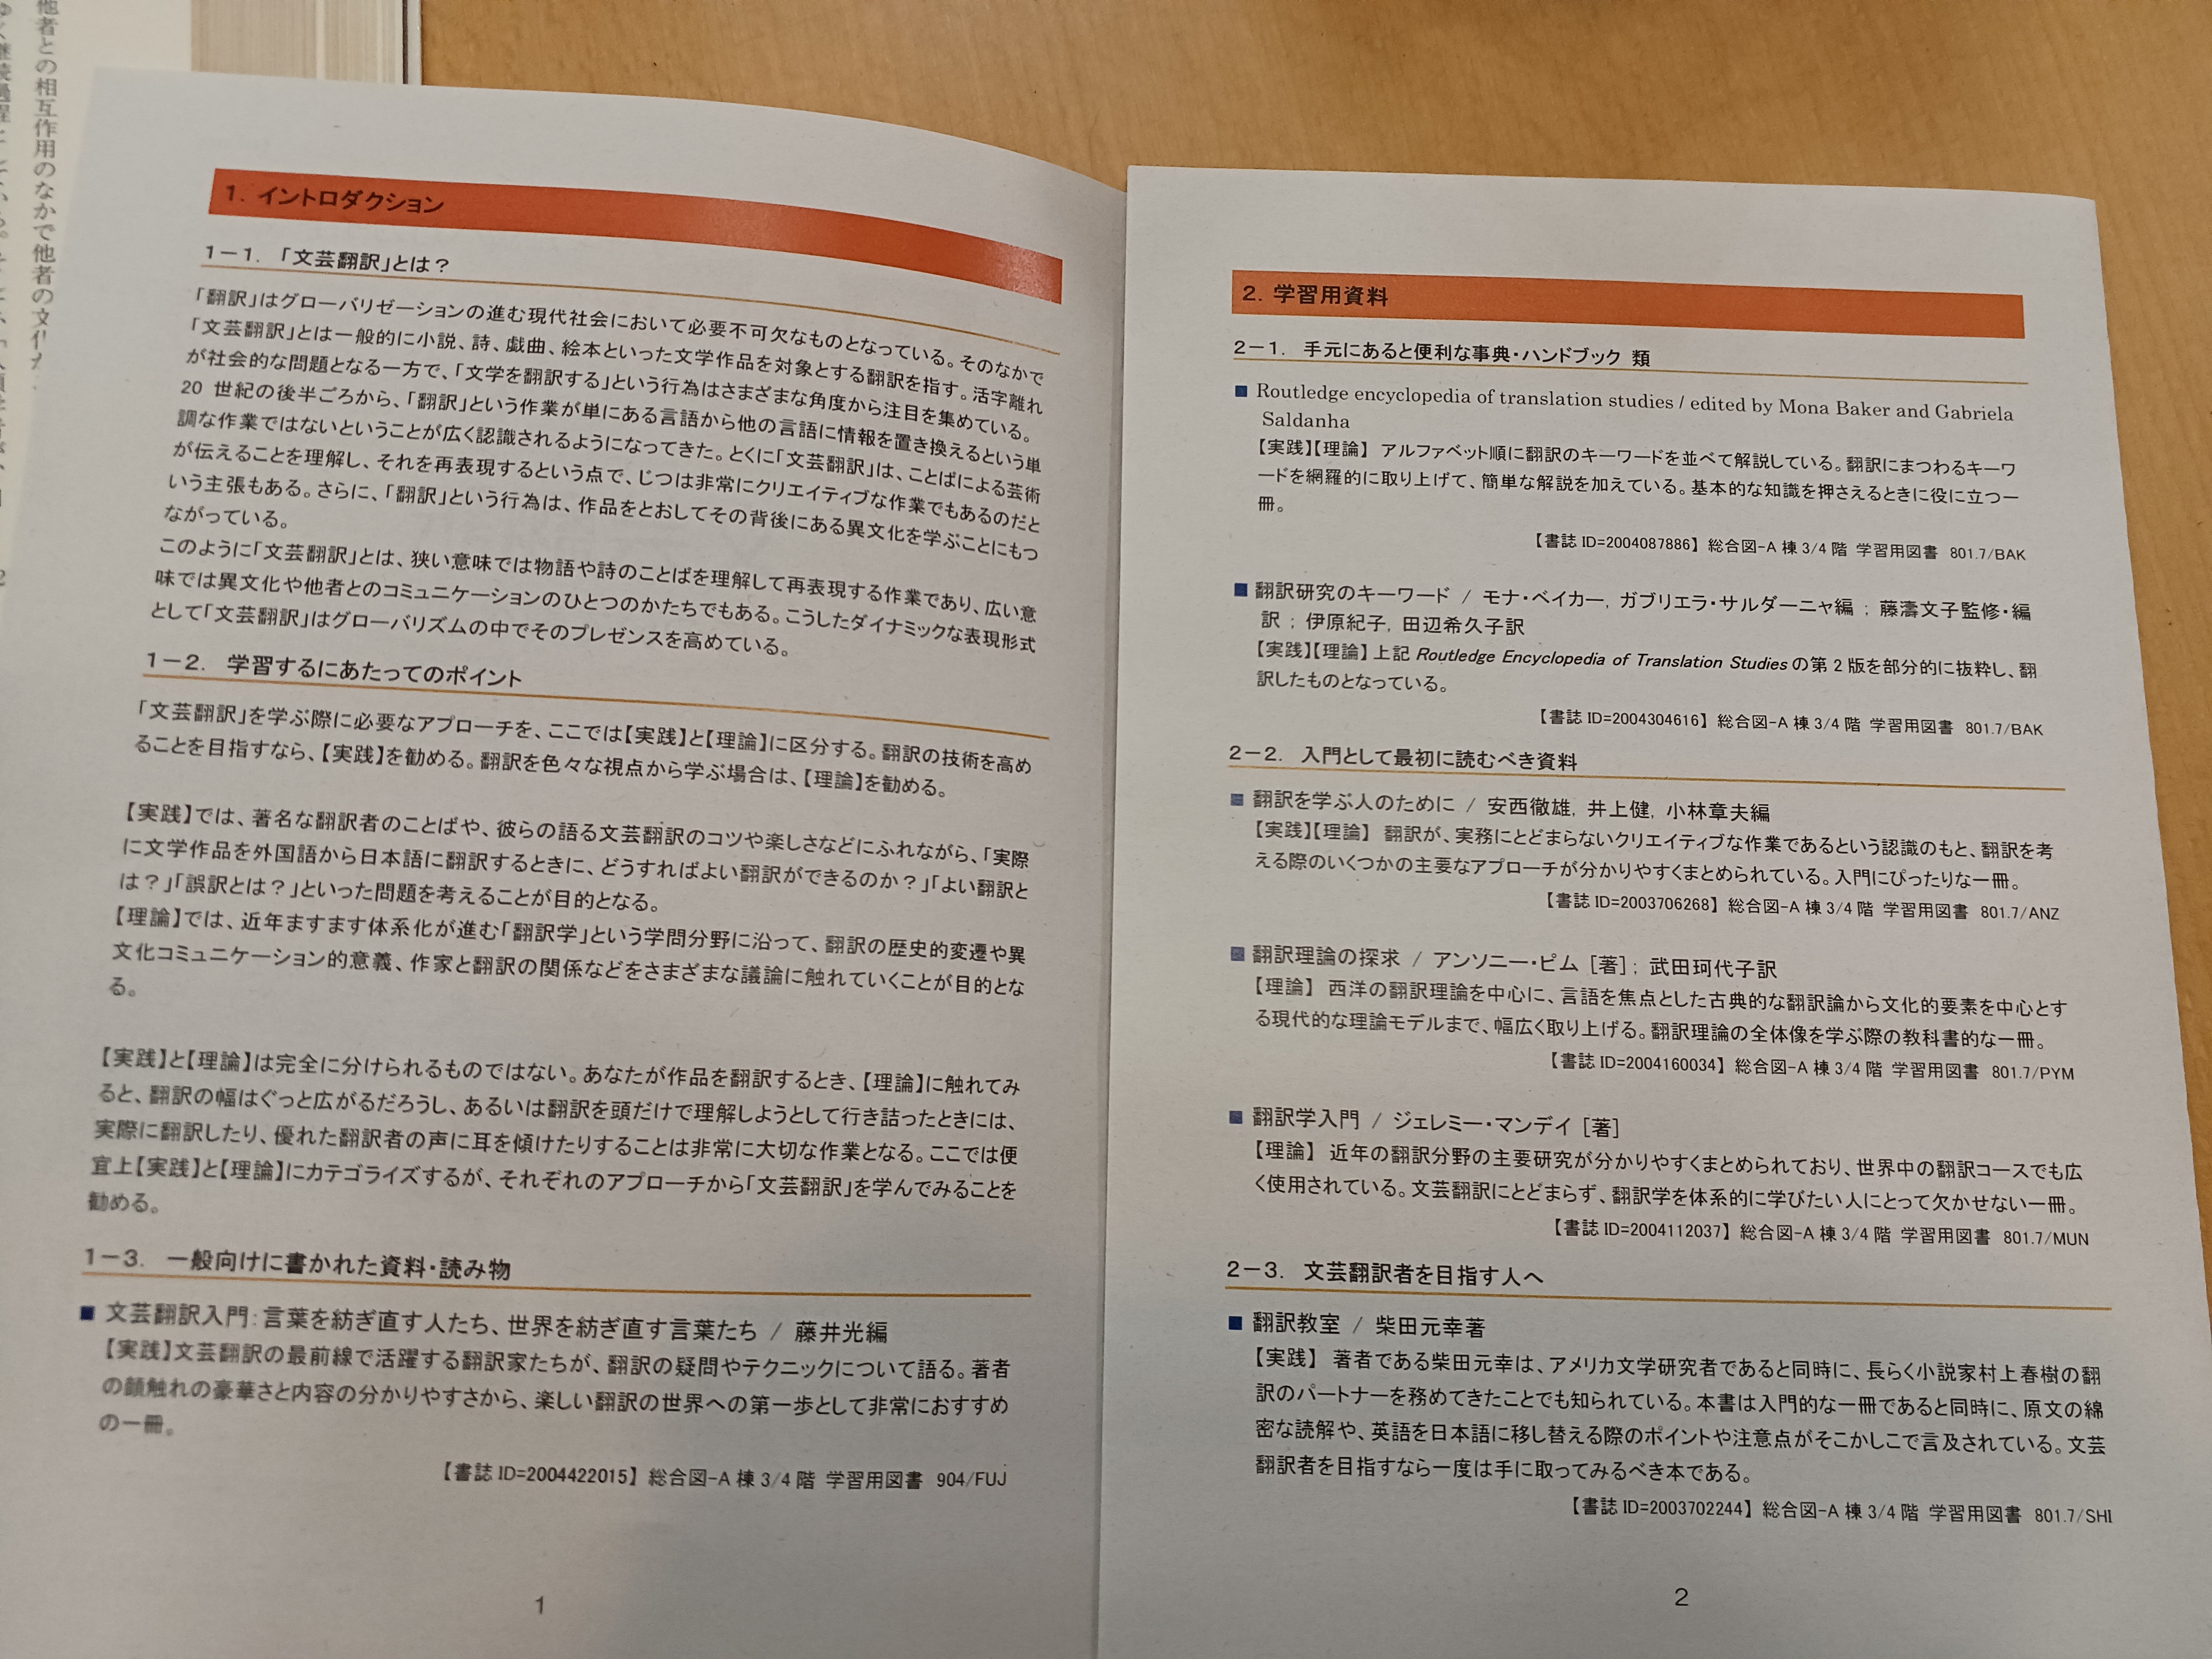 他者との相互作用のなかで他者の文化
1. イントロダクション
1－1. 「文芸翻訳」とは？
「翻訳」はグローバリゼーションの進む現代社会において必要不可欠なものとなっている。そのなかで
「文芸翻訳」とは一般的に小説、詩、戯曲、絵本といった文学作品を対象とする翻訳を指す。活字離れ
が社会的な問題となる一方で、「文学を翻訳する」という行為はさまざまな角度から注目を集めている。
20 世紀の後半ごろから、「翻訳」という作業が単にある言語から他の言語に情報を置き換えるという単
調な作業ではないということが広く認識されるようになってきた。とくに「文芸翻訳」は、ことばによる芸術
が伝えることを理解し、それを再表現するという点で、じつは非常にクリエイティブな作業でもあるのだと
いう主張もある。さらに、「翻訳」という行為は、作品をとおしてその背後にある異文化を学ぶことにもつ
ながっている。
このように「文芸翻訳」とは、狭い意味では物語や詩のことばを理解して再表現する作業であり、広い意
味では異文化や他者とのコミュニケーションのひとつのかたちでもある。こうしたダイナミックな表現形式
として「文芸翻訳」はグローバリズムの中でそのプレゼンスを高めている。
1－2. 学習するにあたってのポイント
「文芸翻訳」を学ぶ際に必要なアプローチを、ここでは【実践】と【理論】に区分する。翻訳の技術を高め
ることを目指すなら、【実践】を勧める。翻訳を色々な視点から学ぶ場合は、【理論】を勧める。
【実践】では、著名な翻訳者のことばや、彼らの語る文芸翻訳のコツや楽しさなどにふれながら、「実際
に文学作品を外国語から日本語に翻訳するときに、どうすればよい翻訳ができるのか？」「よい翻訳と
は？」「誤訳とは？」といった問題を考えることが目的となる。
【理論】では、近年ますます体系化が進む「翻訳学」という学問分野に沿って、翻訳の歴史的変遷や異
文化コミュニケーション的意義、作家と翻訳の関係などをさまざまな議論に触れていくことが目的とな
る。
【実践】と【理論】は完全に分けられるものではない。あなたが作品を翻訳するとき、【理論】に触れてみ
ると、翻訳の幅はぐっと広がるだろうし、あるいは翻訳を頭だけで理解しようとして行き詰ったときには、
実際に翻訳したり、優れた翻訳者の声に耳を傾けたりすることは非常に大切な作業となる。ここでは便
宜上【実践】と【理論】にカテゴライズするが、それぞれのアプローチから「文芸翻訳」を学んでみることを
勧める。
1－3. 一般向けに書かれた資料・読み物
■ 文芸翻訳入門：言葉を紡ぎ直す人たち、世界を紡ぎ直す言葉たち / 藤井光編
【実践】文芸翻訳の最前線で活躍する翻訳家たちが、翻訳の疑問やテクニックについて語る。著者
の顔触れの豪華さと内容の分かりやすさから、楽しい翻訳の世界への第一歩として非常におすすめ
の一冊。
【書誌 ID=2004422015】 総合図-A 棟 3/4 階 学習用図書 904/FUJ
1
2. 学習用資料
2－1. 手元にあると便利な事典・ハンドブック 類
■ Routledge encyclopedia of translation studies / edited by Mona Baker and Gabriela
Saldanha
【実践】【理論】 アルファベット順に翻訳のキーワードを並べて解説している。翻訳にまつわるキーワ
ードを網羅的に取り上げて、簡単な解説を加えている。基本的な知識を押さえるときに役に立つ一
冊。
【書誌 ID=2004087886】 総合図-A 棟 3/4 階 学習用図書 801.7/BAK
■ 翻訳研究のキーワード / モナ・ベイカー, ガブリエラ・サルダーニャ編 ; 藤濤文子監修・編
訳 ; 伊原紀子, 田辺希久子訳
【実践】【理論】上記 Routledge Encyclopedia of Translation Studies の第 2 版を部分的に抜粋し、翻
訳したものとなっている。
【書誌 ID=2004304616】 総合図-A 棟 3/4 階 学習用図書 801.7/BAK
2－2. 入門として最初に読むべき資料
■ 翻訳を学ぶ人のために / 安西徹雄, 井上健, 小林章夫編
【実践】【理論】 翻訳が、実務にとどまらないクリエイティブな作業であるという認識のもと、翻訳を考
える際のいくつかの主要なアプローチが分かりやすくまとめられている。入門にぴったりな一冊。
【書誌 ID=2003706268】 総合図-A 棟 3/4 階 学習用図書 801.7/ANZ
■ 翻訳理論の探求 / アンソニー・ピム [著] ; 武田珂代子訳
【理論】 西洋の翻訳理論を中心に、言語を焦点とした古典的な翻訳論から文化的要素を中心とす
る現代的な理論モデルまで、幅広く取り上げる。翻訳理論の全体像を学ぶ際の教科書的な一冊。
【書誌 ID=2004160034】 総合図-A 棟 3/4 階 学習用図書 801.7/PYM
■ 翻訳学入門 / ジェレミー・マンデイ [著]
【理論】 近年の翻訳分野の主要研究が分かりやすくまとめられており、世界中の翻訳コースでも広
く使用されている。文芸翻訳にとどまらず、翻訳学を体系的に学びたい人にとって欠かせない一冊。
【書誌 ID=2004112037】 総合図-A 棟 3/4 階 学習用図書 801.7/MUN
2－3. 文芸翻訳者を目指す人へ
■ 翻訳教室 / 柴田元幸著
【実践】 著者である柴田元幸は、アメリカ文学研究者であると同時に、長らく小説家村上春樹の翻
訳のパートナーを務めてきたことでも知られている。本書は入門的な一冊であると同時に、原文の綿
密な読解や、英語を日本語に移し替える際のポイントや注意点がそこかしこで言及されている。文芸
翻訳者を目指すなら一度は手に取ってみるべき本である。
【書誌 ID=2003702244】 総合図-A 棟 3/4 階 学習用図書 801.7/SHI
2